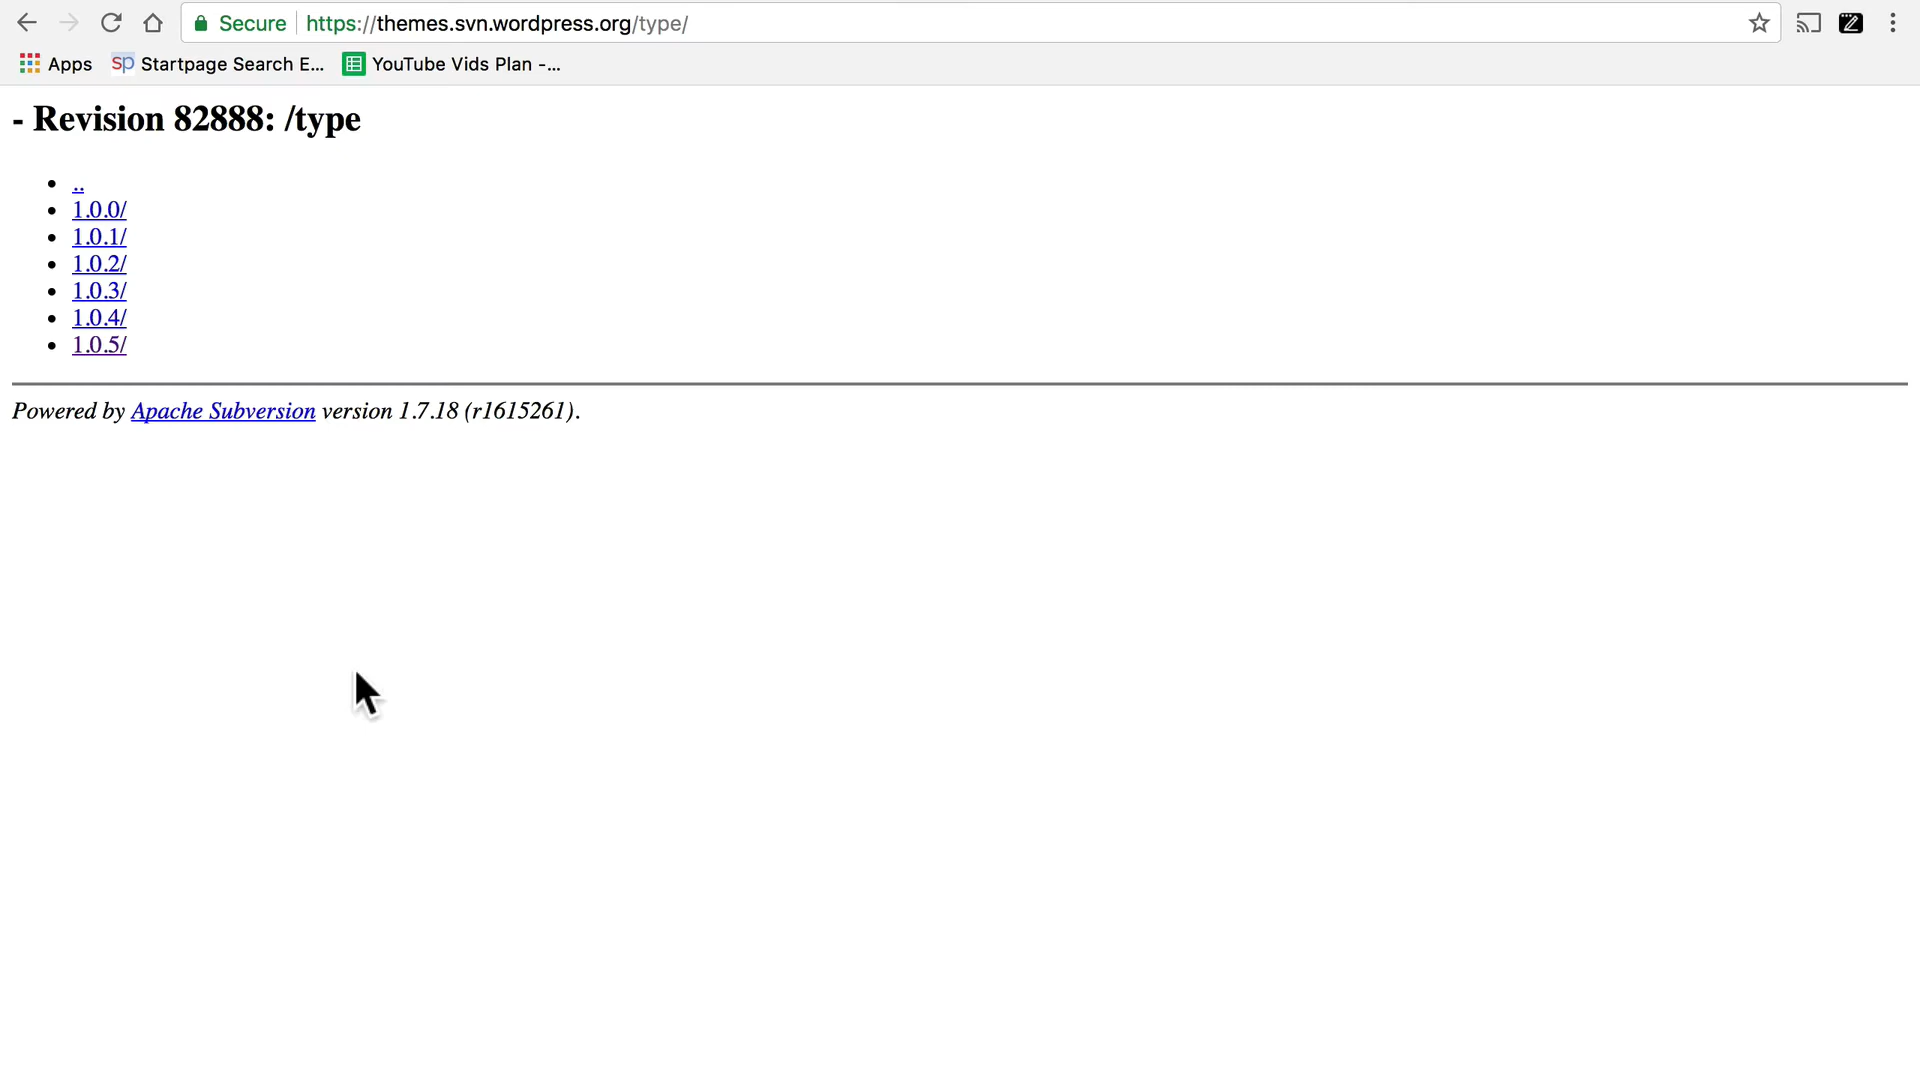 Secure https://themes.svn.wordpress.org/type/
Apps Startpage Search E... YouTube Vids Plan -...
- Revision 82888: /type
..
1.0.0/
1.0.1/
1.0.2/
1.0.3/
1.0.4/
1.0.5/
Powered by Apache Subversion version 1.7.18 (r1615261).